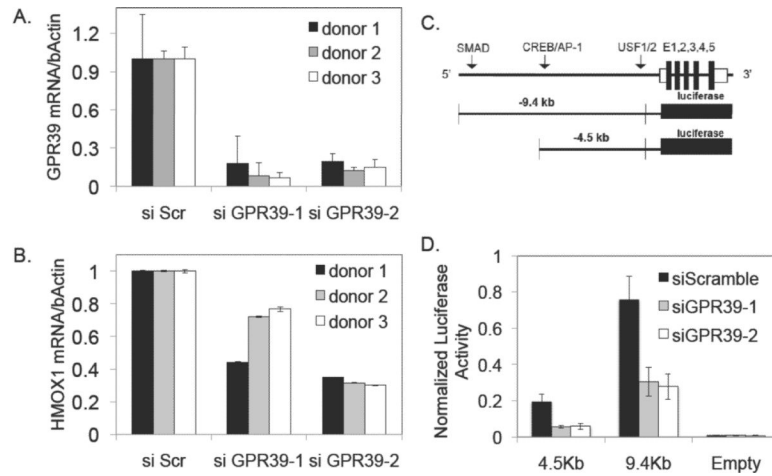 A.
GPR39 mRNA/bActin
1.2
0.9
0.6
0.3
0
donor 1
donor 2
donor 3
si Scr si GPR39-1 si GPR39-2
B.
HMOX1 mRNA/bActin
1
0.8
0.6
0.4
0.2
0
donor 1
donor 2
donor 3
si Scr si GPR39-1 si GPR39-2
C.
SMAD CREB/AP-1 USF1/2 E1,2,3,4,5
5' 3'
-9.4 kb luciferase
-4.5 kb luciferase
D.
Normalized Luciferase
Activity
1
0.8
0.6
0.4
0.2
0
siScramble
siGPR39-1
siGPR39-2
4.5Kb 9.4Kb Empty